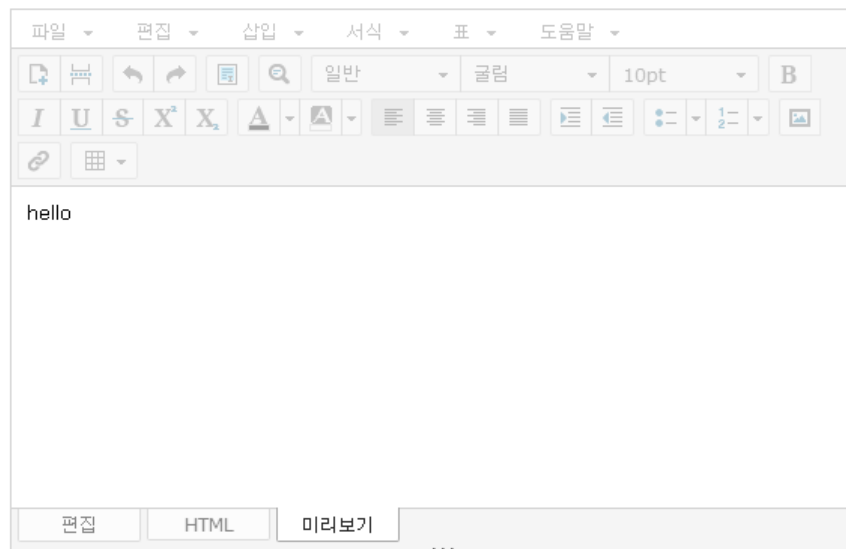 파일 편집 삽입 서식 표 도움말
일반 굴림 10pt B
I U S X² X₂ A A
hello
편집 HTML 미리보기